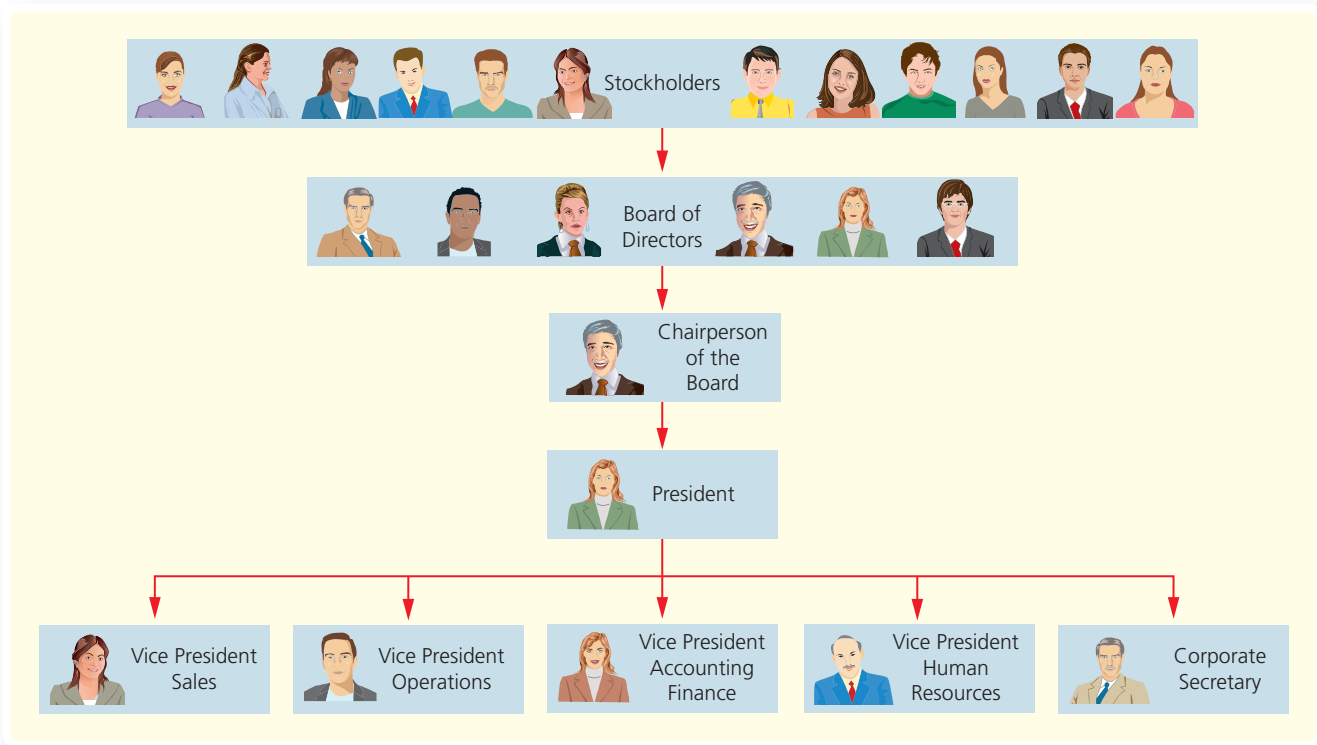 Stockholders
Board of
Directors
Chairperson
of the
Board
President
Vice President
Sales
Vice President
Operations
Vice President
Accounting
Finance
Vice President
Human
Resources
Corporate
Secretary